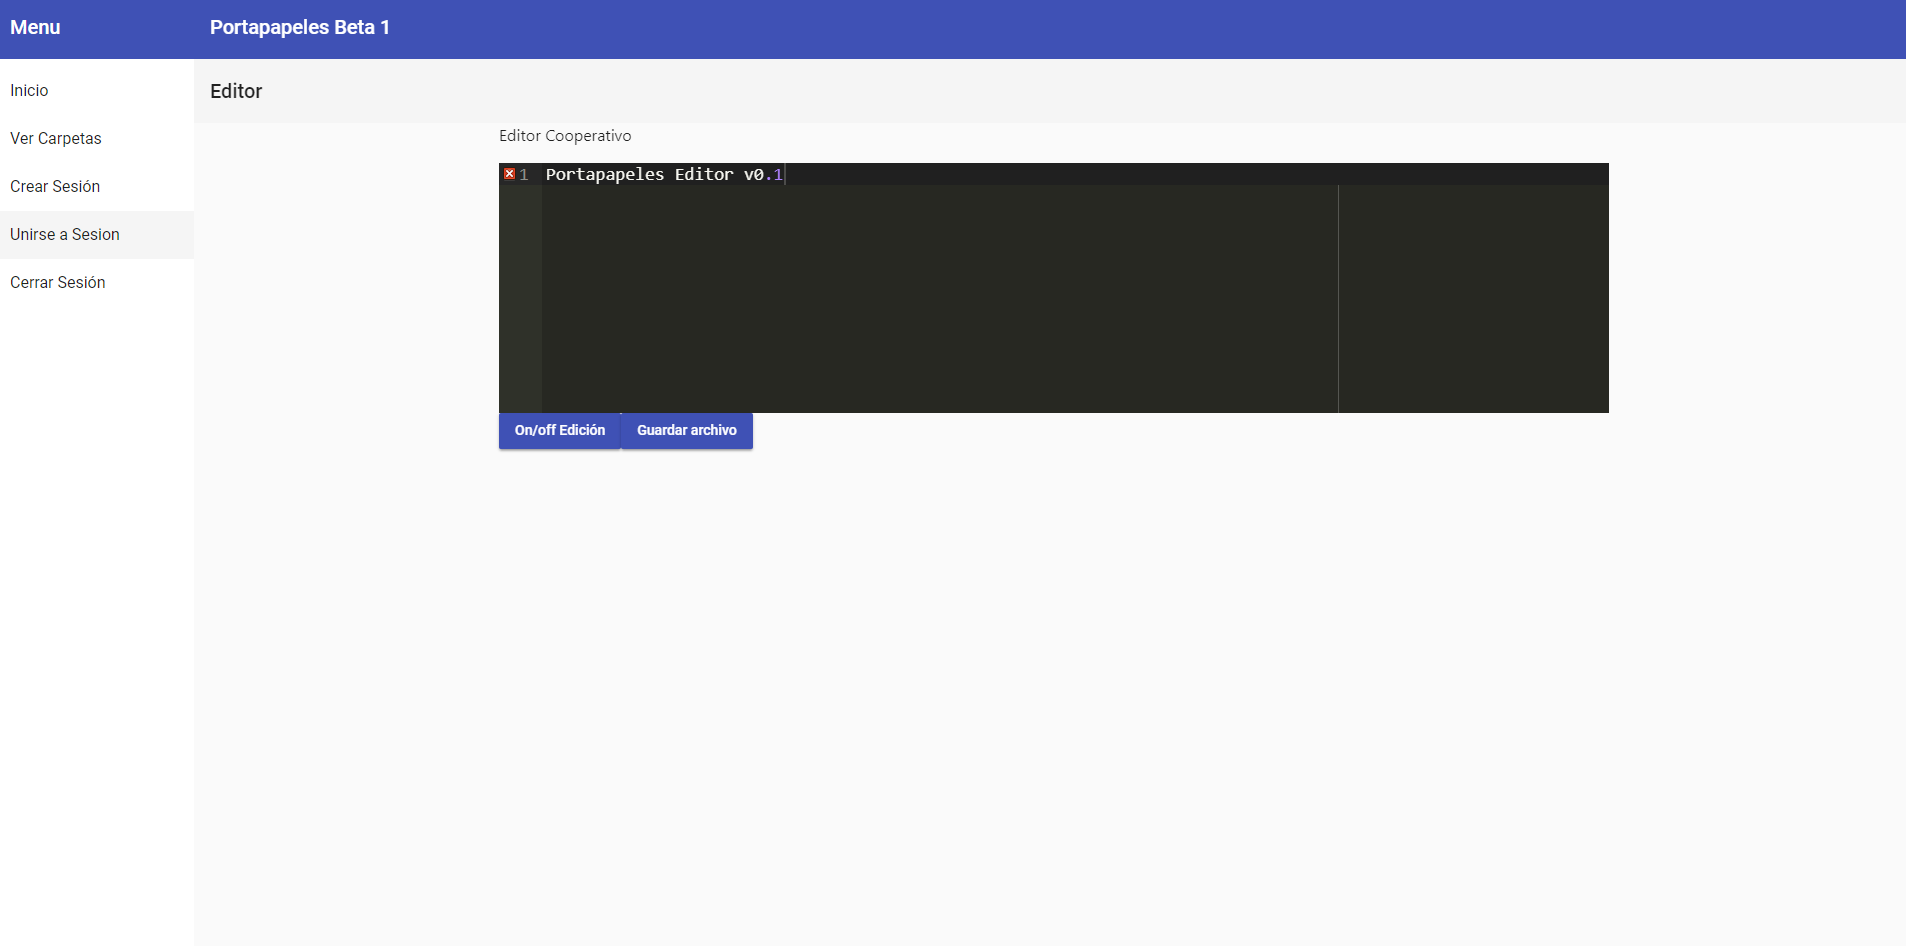 Menu
Portapapeles Beta 1
Inicio
Ver Carpetas
Crear Sesión
Unirse a Sesion
Cerrar Sesión
Editor
Editor Cooperativo
1 Portapapeles Editor v0.1
On/off Edición
Guardar archivo